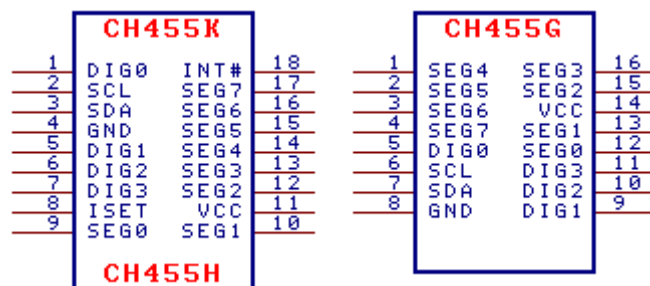 CH455K
1 DIG0 INT# 18
2 SCL SEG7 17
3 SDA SEG6 16
4 GND SEG5 15
5 DIG1 SEG4 14
6 DIG2 SEG3 13
7 DIG3 SEG2 12
8 ISET VCC 11
9 SEG0 SEG1 10
CH455H
CH455G
1 SEG4 SEG3 16
2 SEG5 SEG2 15
3 SEG6 VCC 14
4 SEG7 SEG1 13
5 DIG0 SEG0 12
6 SCL DIG3 11
7 SDA DIG2 10
8 GND DIG1 9